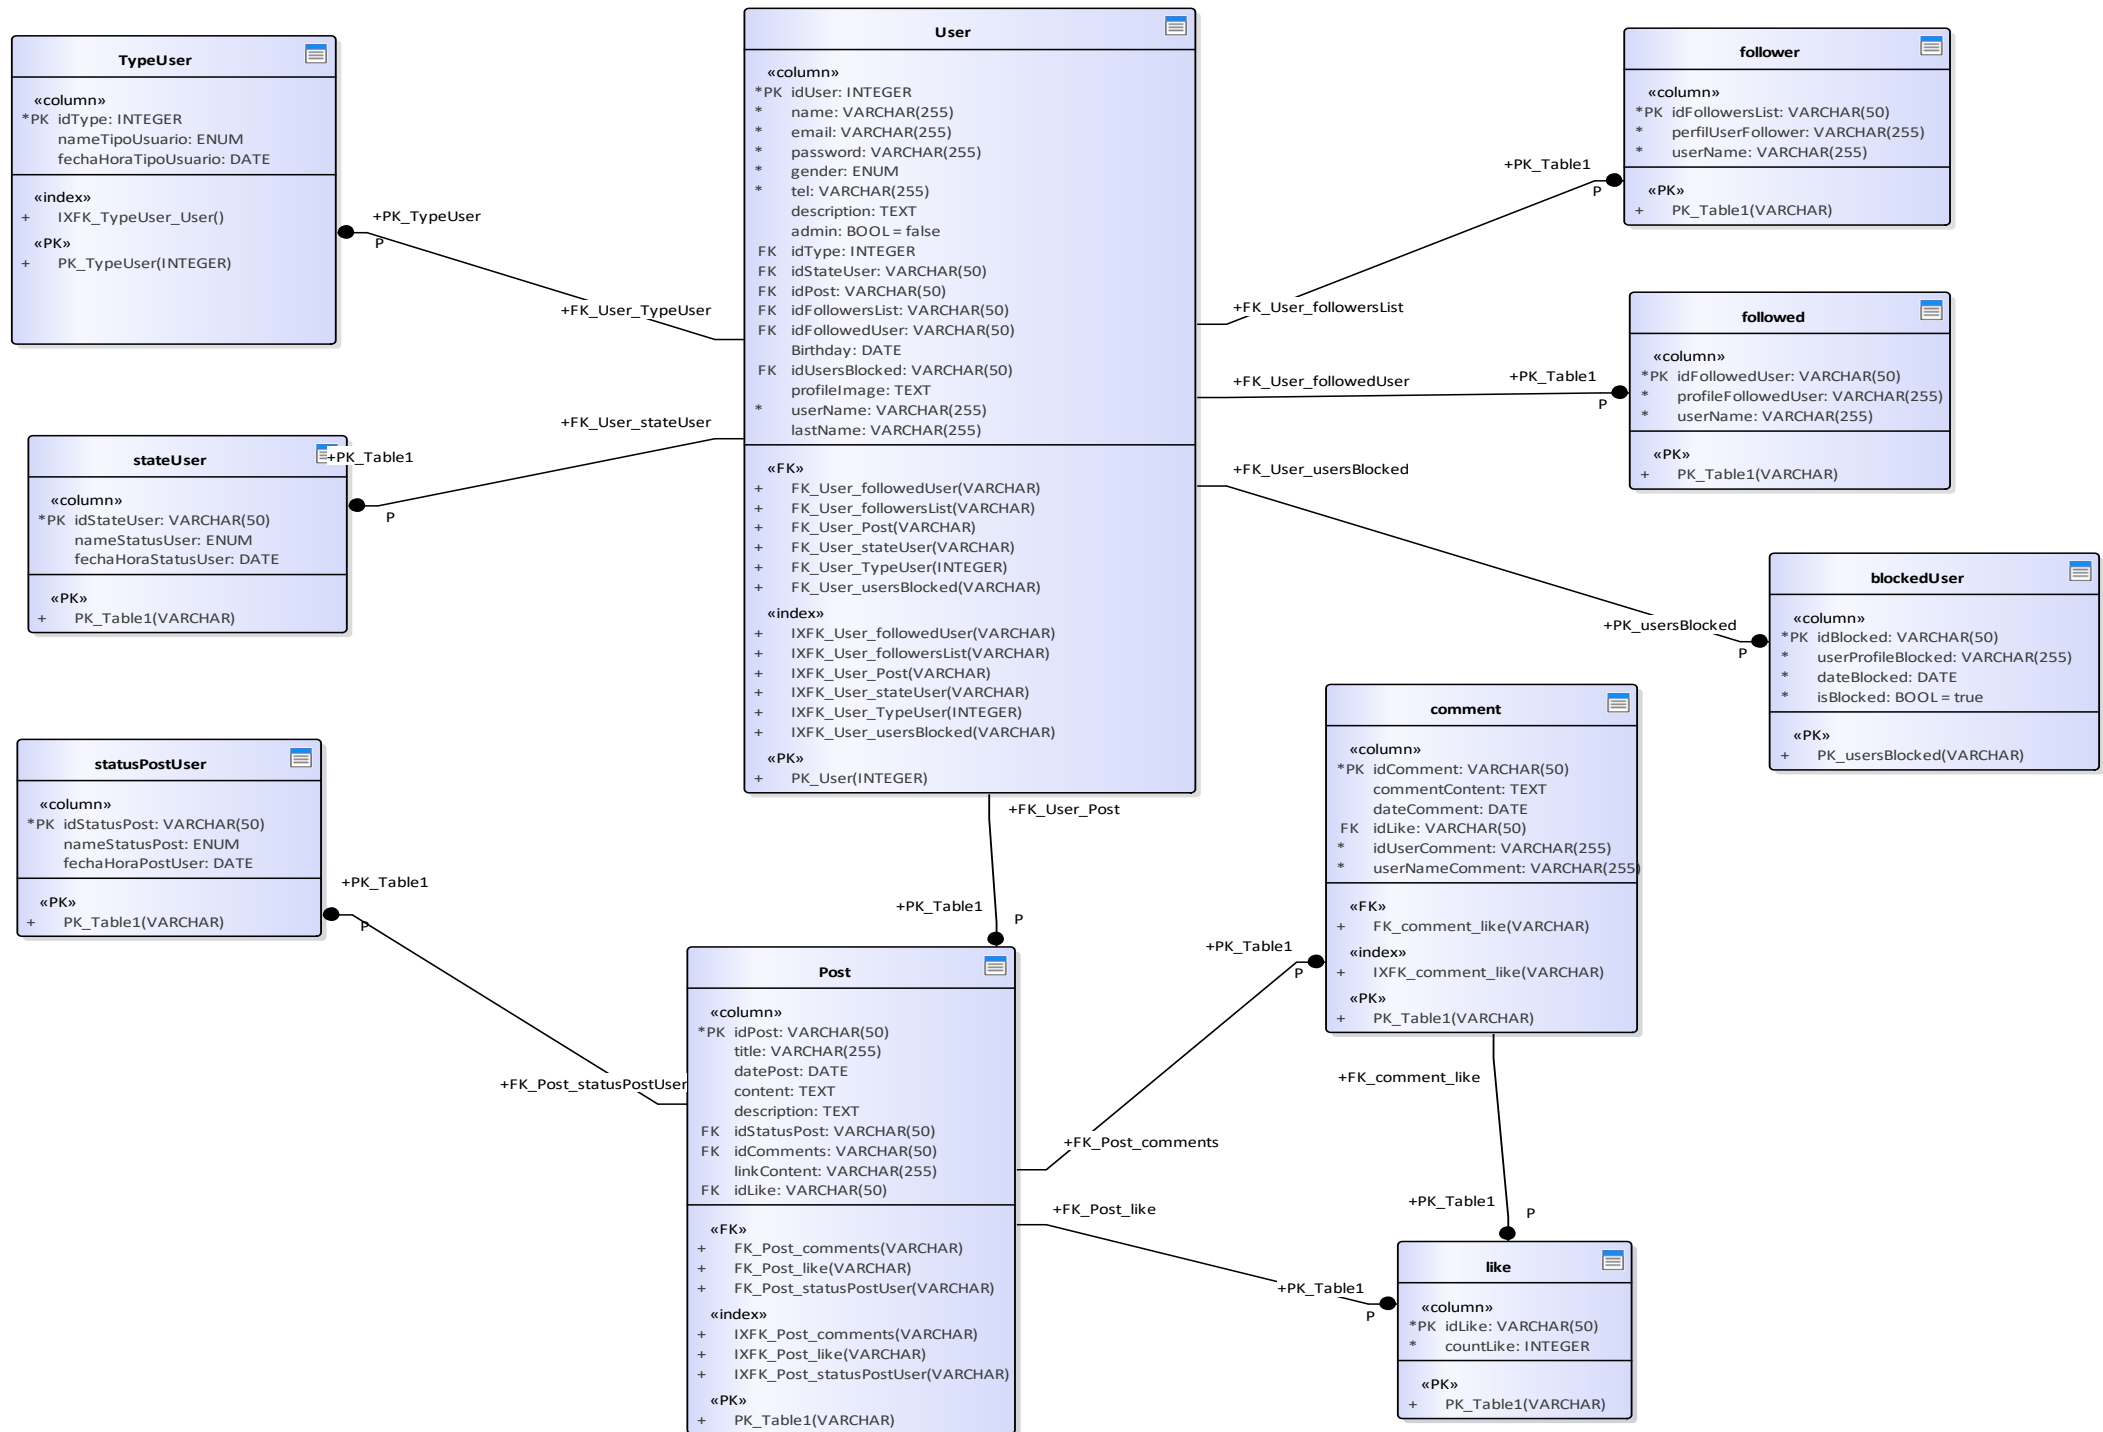 TypeUser
«column»
*PK idType: INTEGER
nameTipoUsuario: ENUM
fechaHoraTipoUsuario: DATE
«index»
+ IXFK_TypeUser_User()
«PK»
+ PK_TypeUser(INTEGER)
+PK_TypeUser
P
+FK_User_TypeUser
User
«column»
*PK idUser: INTEGER
* name: VARCHAR(255)
* email: VARCHAR(255)
* password: VARCHAR(255)
* gender: ENUM
* tel: VARCHAR(255)
description: TEXT
admin: BOOL = false
FK idType: INTEGER
FK idStateUser: VARCHAR(50)
FK idPost: VARCHAR(50)
FK idFollowersList: VARCHAR(50)
FK idFollowedUser: VARCHAR(50)
Birthday: DATE
FK idUsersBlocked: VARCHAR(50)
profileImage: TEXT
* userName: VARCHAR(255)
lastName: VARCHAR(255)
«FK»
+ FK_User_followedUser(VARCHAR)
+ FK_User_followersList(VARCHAR)
+ FK_User_Post(VARCHAR)
+ FK_User_stateUser(VARCHAR)
+ FK_User_TypeUser(INTEGER)
+ FK_User_usersBlocked(VARCHAR)
«index»
+ IXFK_User_followedUser(VARCHAR)
+ IXFK_User_followersList(VARCHAR)
+ IXFK_User_Post(VARCHAR)
+ IXFK_User_stateUser(VARCHAR)
+ IXFK_User_TypeUser(INTEGER)
+ IXFK_User_usersBlocked(VARCHAR)
«PK»
+ PK_User(INTEGER)
follower
«column»
*PK idFollowersList: VARCHAR(50)
* perfilUserFollower: VARCHAR(255)
* userName: VARCHAR(255)
«PK»
+ PK_Table1(VARCHAR)
+PK_Table1
P
+FK_User_followersList
followed
«column»
*PK idFollowedUser: VARCHAR(50)
* profileFollowedUser: VARCHAR(255)
* userName: VARCHAR(255)
«PK»
+ PK_Table1(VARCHAR)
+FK_User_followedUser
+PK_Table1
P
stateUser
«column»
*PK idStateUser: VARCHAR(50)
nameStatusUser: ENUM
fechaHoraStatusUser: DATE
«PK»
+ PK_Table1(VARCHAR)
+FK_User_stateUser
+PK_Table1
P
+FK_User_usersBlocked
+PK_usersBlocked
P
blockedUser
«column»
*PK idBlocked: VARCHAR(50)
* userProfileBlocked: VARCHAR(255)
* dateBlocked: DATE
* isBlocked: BOOL = true
«PK»
+ PK_usersBlocked(VARCHAR)
statusPostUser
«column»
*PK idStatusPost: VARCHAR(50)
nameStatusPost: ENUM
fechaHoraPostUser: DATE
«PK»
+ PK_Table1(VARCHAR)
+PK_Table1
P
+FK_Post_statusPostUser
+FK_User_Post
+PK_Table1
P
comment
«column»
*PK idComment: VARCHAR(50)
commentContent: TEXT
dateComment: DATE
FK idLike: VARCHAR(50)
* idUserComment: VARCHAR(255)
* userNameComment: VARCHAR(255)
«FK»
+ FK_comment_like(VARCHAR)
«index»
+ IXFK_comment_like(VARCHAR)
«PK»
+ PK_Table1(VARCHAR)
+PK_Table1
P
+FK_Post_comments
Post
«column»
*PK idPost: VARCHAR(50)
title: VARCHAR(255)
datePost: DATE
content: TEXT
description: TEXT
FK idStatusPost: VARCHAR(50)
FK idComments: VARCHAR(50)
linkContent: VARCHAR(255)
FK idLike: VARCHAR(50)
«FK»
+ FK_Post_comments(VARCHAR)
+ FK_Post_like(VARCHAR)
+ FK_Post_statusPostUser(VARCHAR)
«index»
+ IXFK_Post_comments(VARCHAR)
+ IXFK_Post_like(VARCHAR)
+ IXFK_Post_statusPostUser(VARCHAR)
«PK»
+ PK_Table1(VARCHAR)
+FK_comment_like
+PK_Table1
P
+FK_Post_like
+PK_Table1
P
like
«column»
*PK idLike: VARCHAR(50)
* countLike: INTEGER
«PK»
+ PK_Table1(VARCHAR)